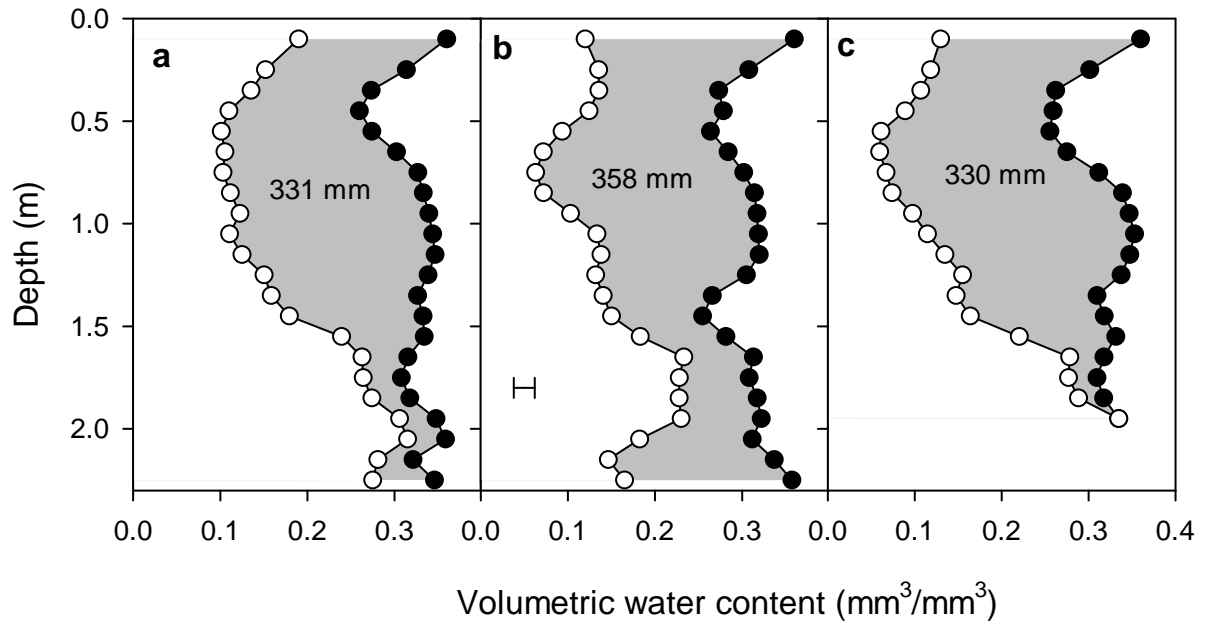 0.0
a
b
c
0.5
331 mm
358 mm
330 mm
Depth (m)
1.0
1.5
2.0
0.0 0.1 0.2 0.3 0.0 0.1 0.2 0.3 0.0 0.1 0.2 0.3 0.4
Volumetric water content (mm³/mm³)